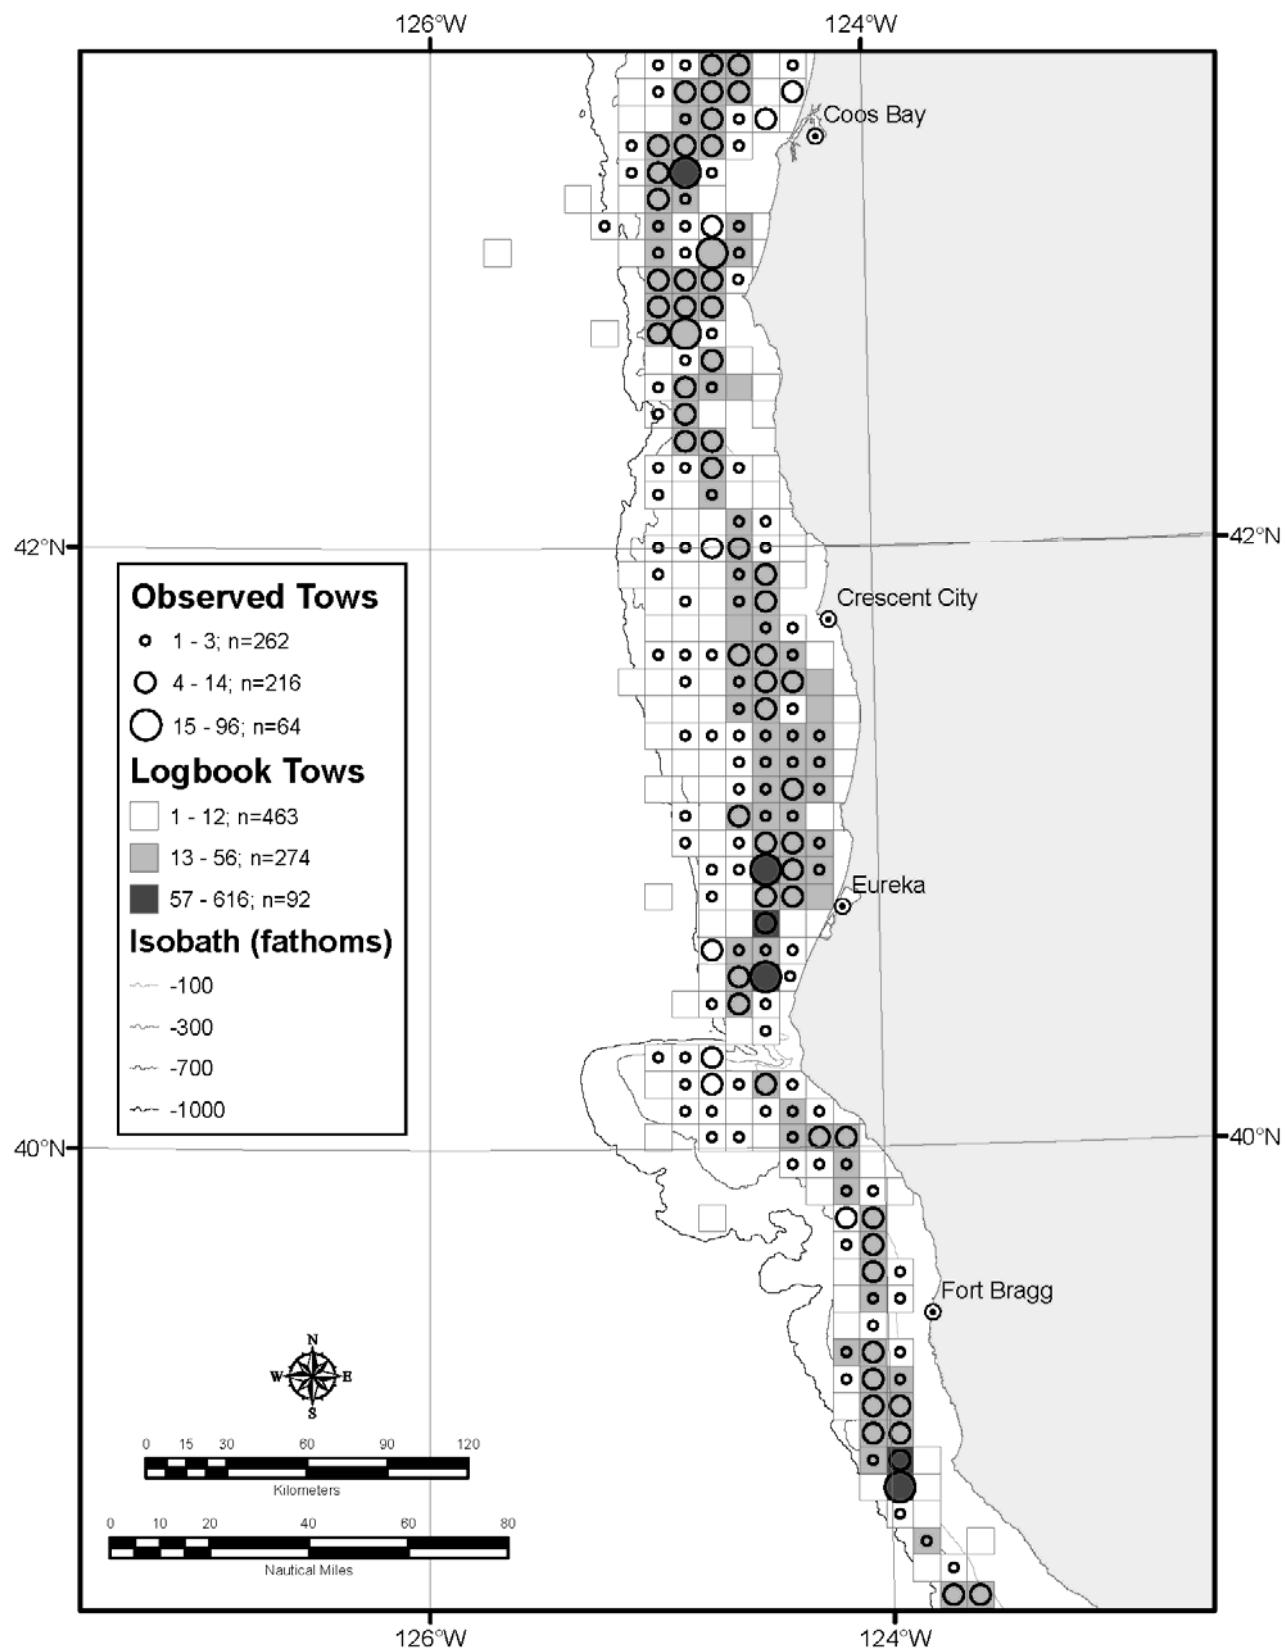 126°W 124°W
Coos Bay
42°N 42°N
Observed Tows
Crescent City
1 - 3; n=262
4 - 14; n=216
15 - 96; n=64
Logbook Tows
1 - 12; n=463
13 - 56; n=274
Eureka
57 - 616; n=92
Isobath (fathoms)
-100
-300
-700
-1000
40°N 40°N
Fort Bragg
N
W E
S
0 15 30 60 90 120
Kilometers
0 10 20 40 60 80
Nautical Miles
126°W 124°W